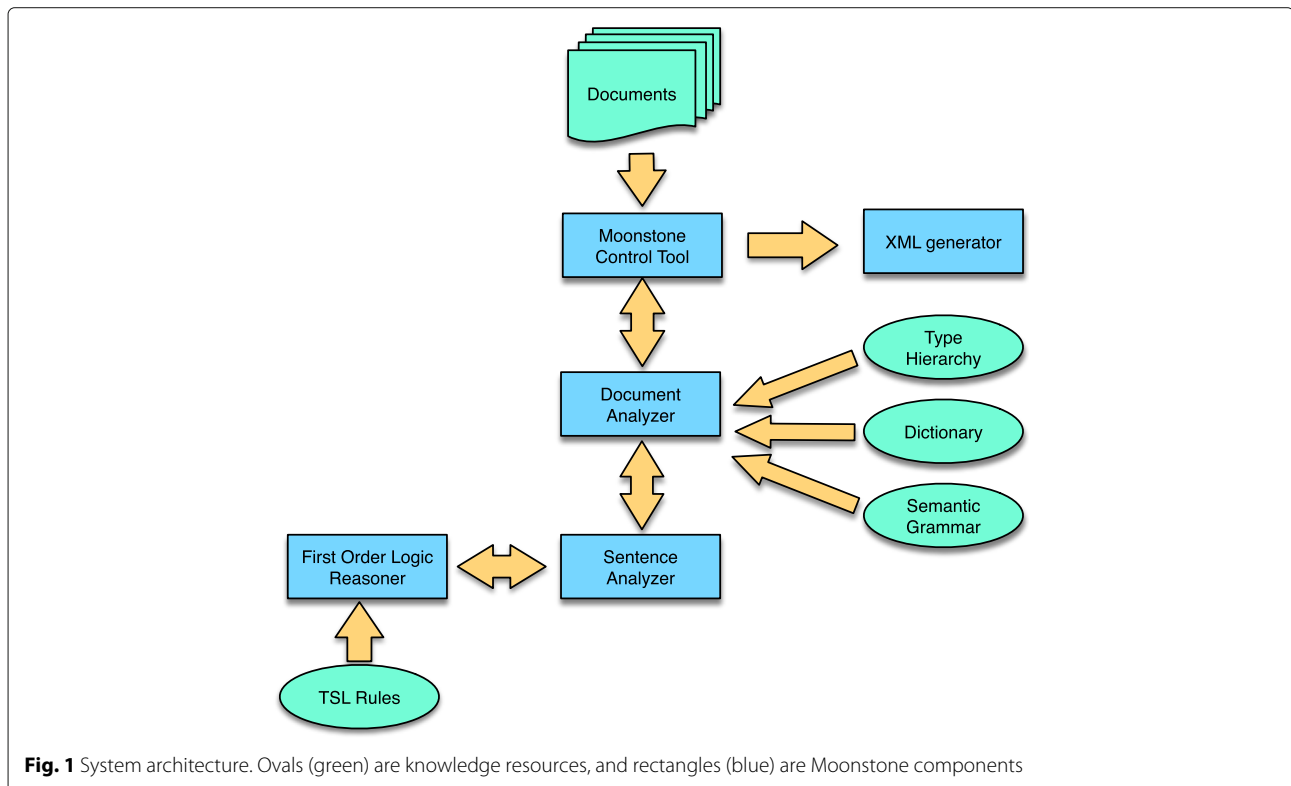 Documents
Moonstone
Control Tool
XML generator
Type
Hierarchy
Document
Analyzer
Dictionary
Semantic
Grammar
First Order Logic
Reasoner
Sentence
Analyzer
TSL Rules
Fig. 1 System architecture. Ovals (green) are knowledge resources, and rectangles (blue) are Moonstone components